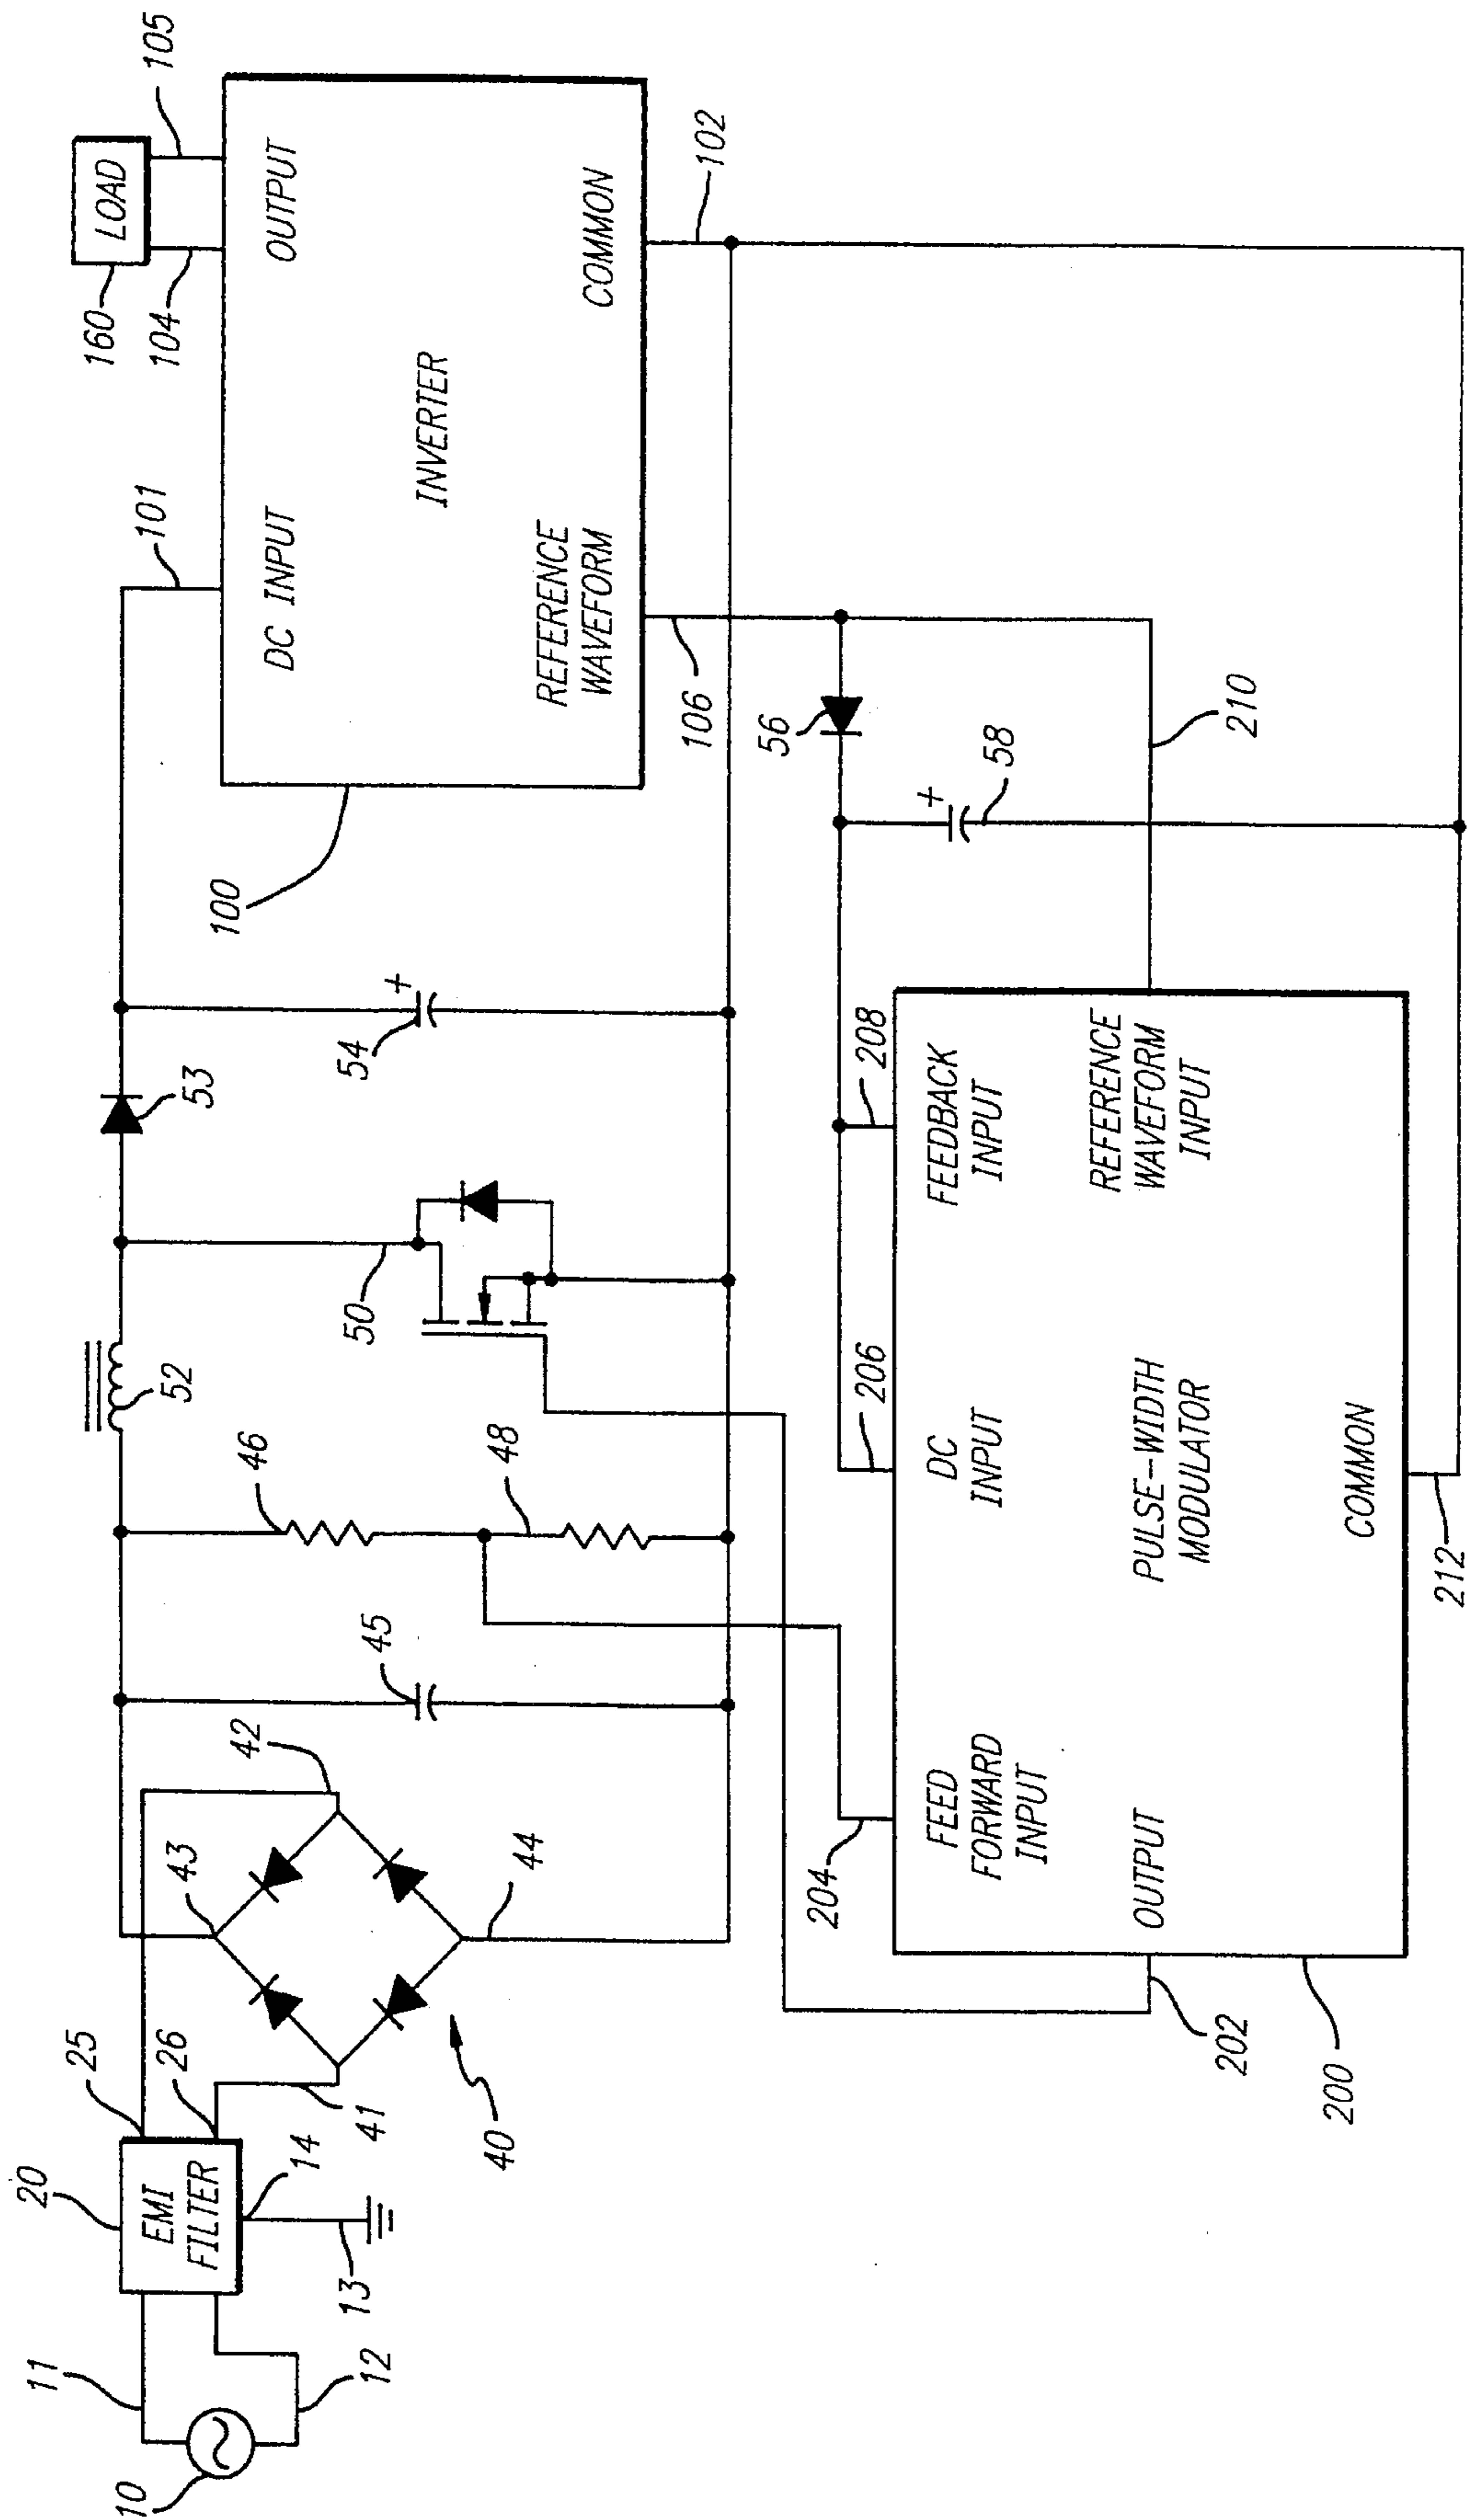 10
11
12
20
EMI
FILTER
13
14
25
26
41
40
43
42
44
45
46
48
52
50
53
54
100
101
DC INPUT
INVERTER
OUTPUT
REFERENCE
WAVEFORM
COMMON
160
LOAD
104
105
102
106
56
58
210
204
206
208
FEED
FORWARD
INPUT
DC
INPUT
FEEDBACK
INPUT
OUTPUT
PULSE-WIDTH
MODULATOR
REFERENCE
WAVEFORM
INPUT
COMMON
202
200
212
+
+